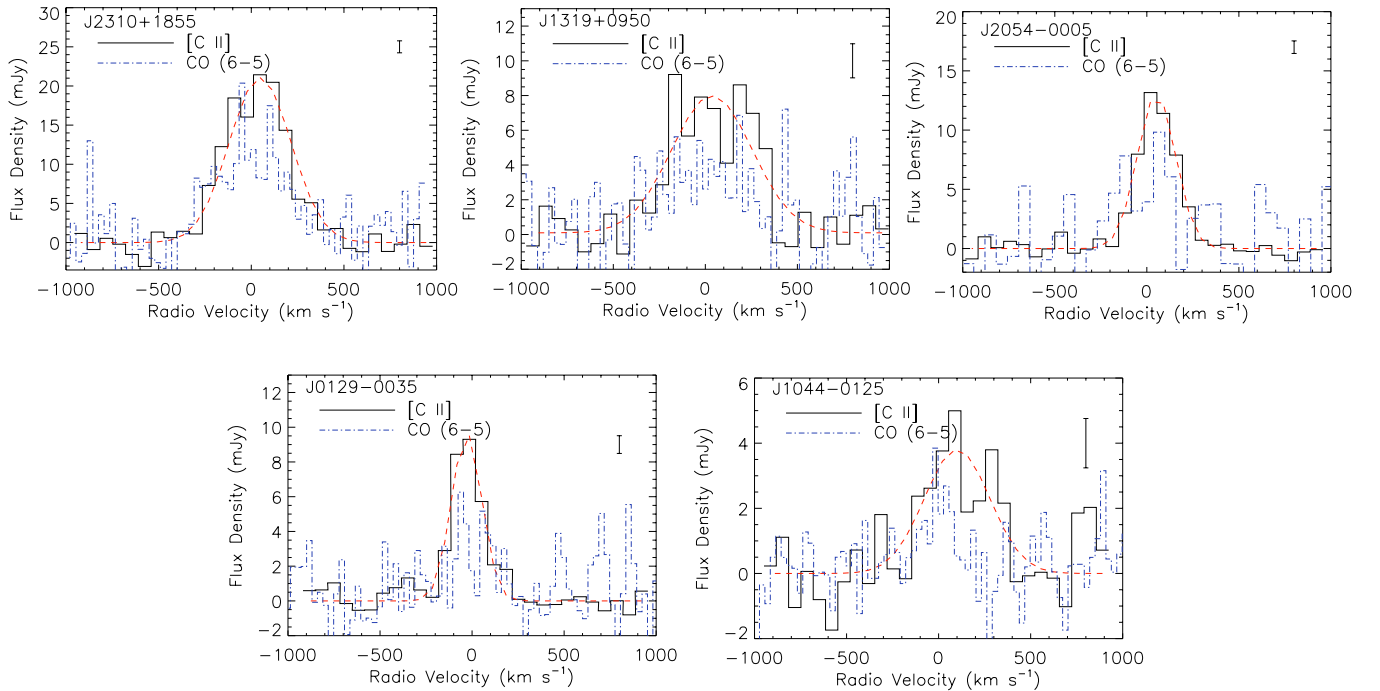 J2310+1855
[C II]
CO (6−5)
30
25
20
15
10
5
0
Flux Density (mJy)
−1000 −500 0 500 1000
Radio Velocity (km s−1)
J1319+0950
[C II]
CO (6−5)
12
10
8
6
4
2
0
−2
Flux Density (mJy)
−1000 −500 0 500 1000
Radio Velocity (km s−1)
J2054−0005
[C II]
CO (6−5)
20
15
10
5
0
Flux Density (mJy)
−1000 −500 0 500 1000
Radio Velocity (km s−1)
J0129−0035
[C II]
CO (6−5)
12
10
8
6
4
2
0
−2
Flux Density (mJy)
−1000 −500 0 500 1000
Radio Velocity (km s−1)
J1044−0125
[C II]
CO (6−5)
6
4
2
0
−2
Flux Density (mJy)
−1000 −500 0 500 1000
Radio Velocity (km s−1)